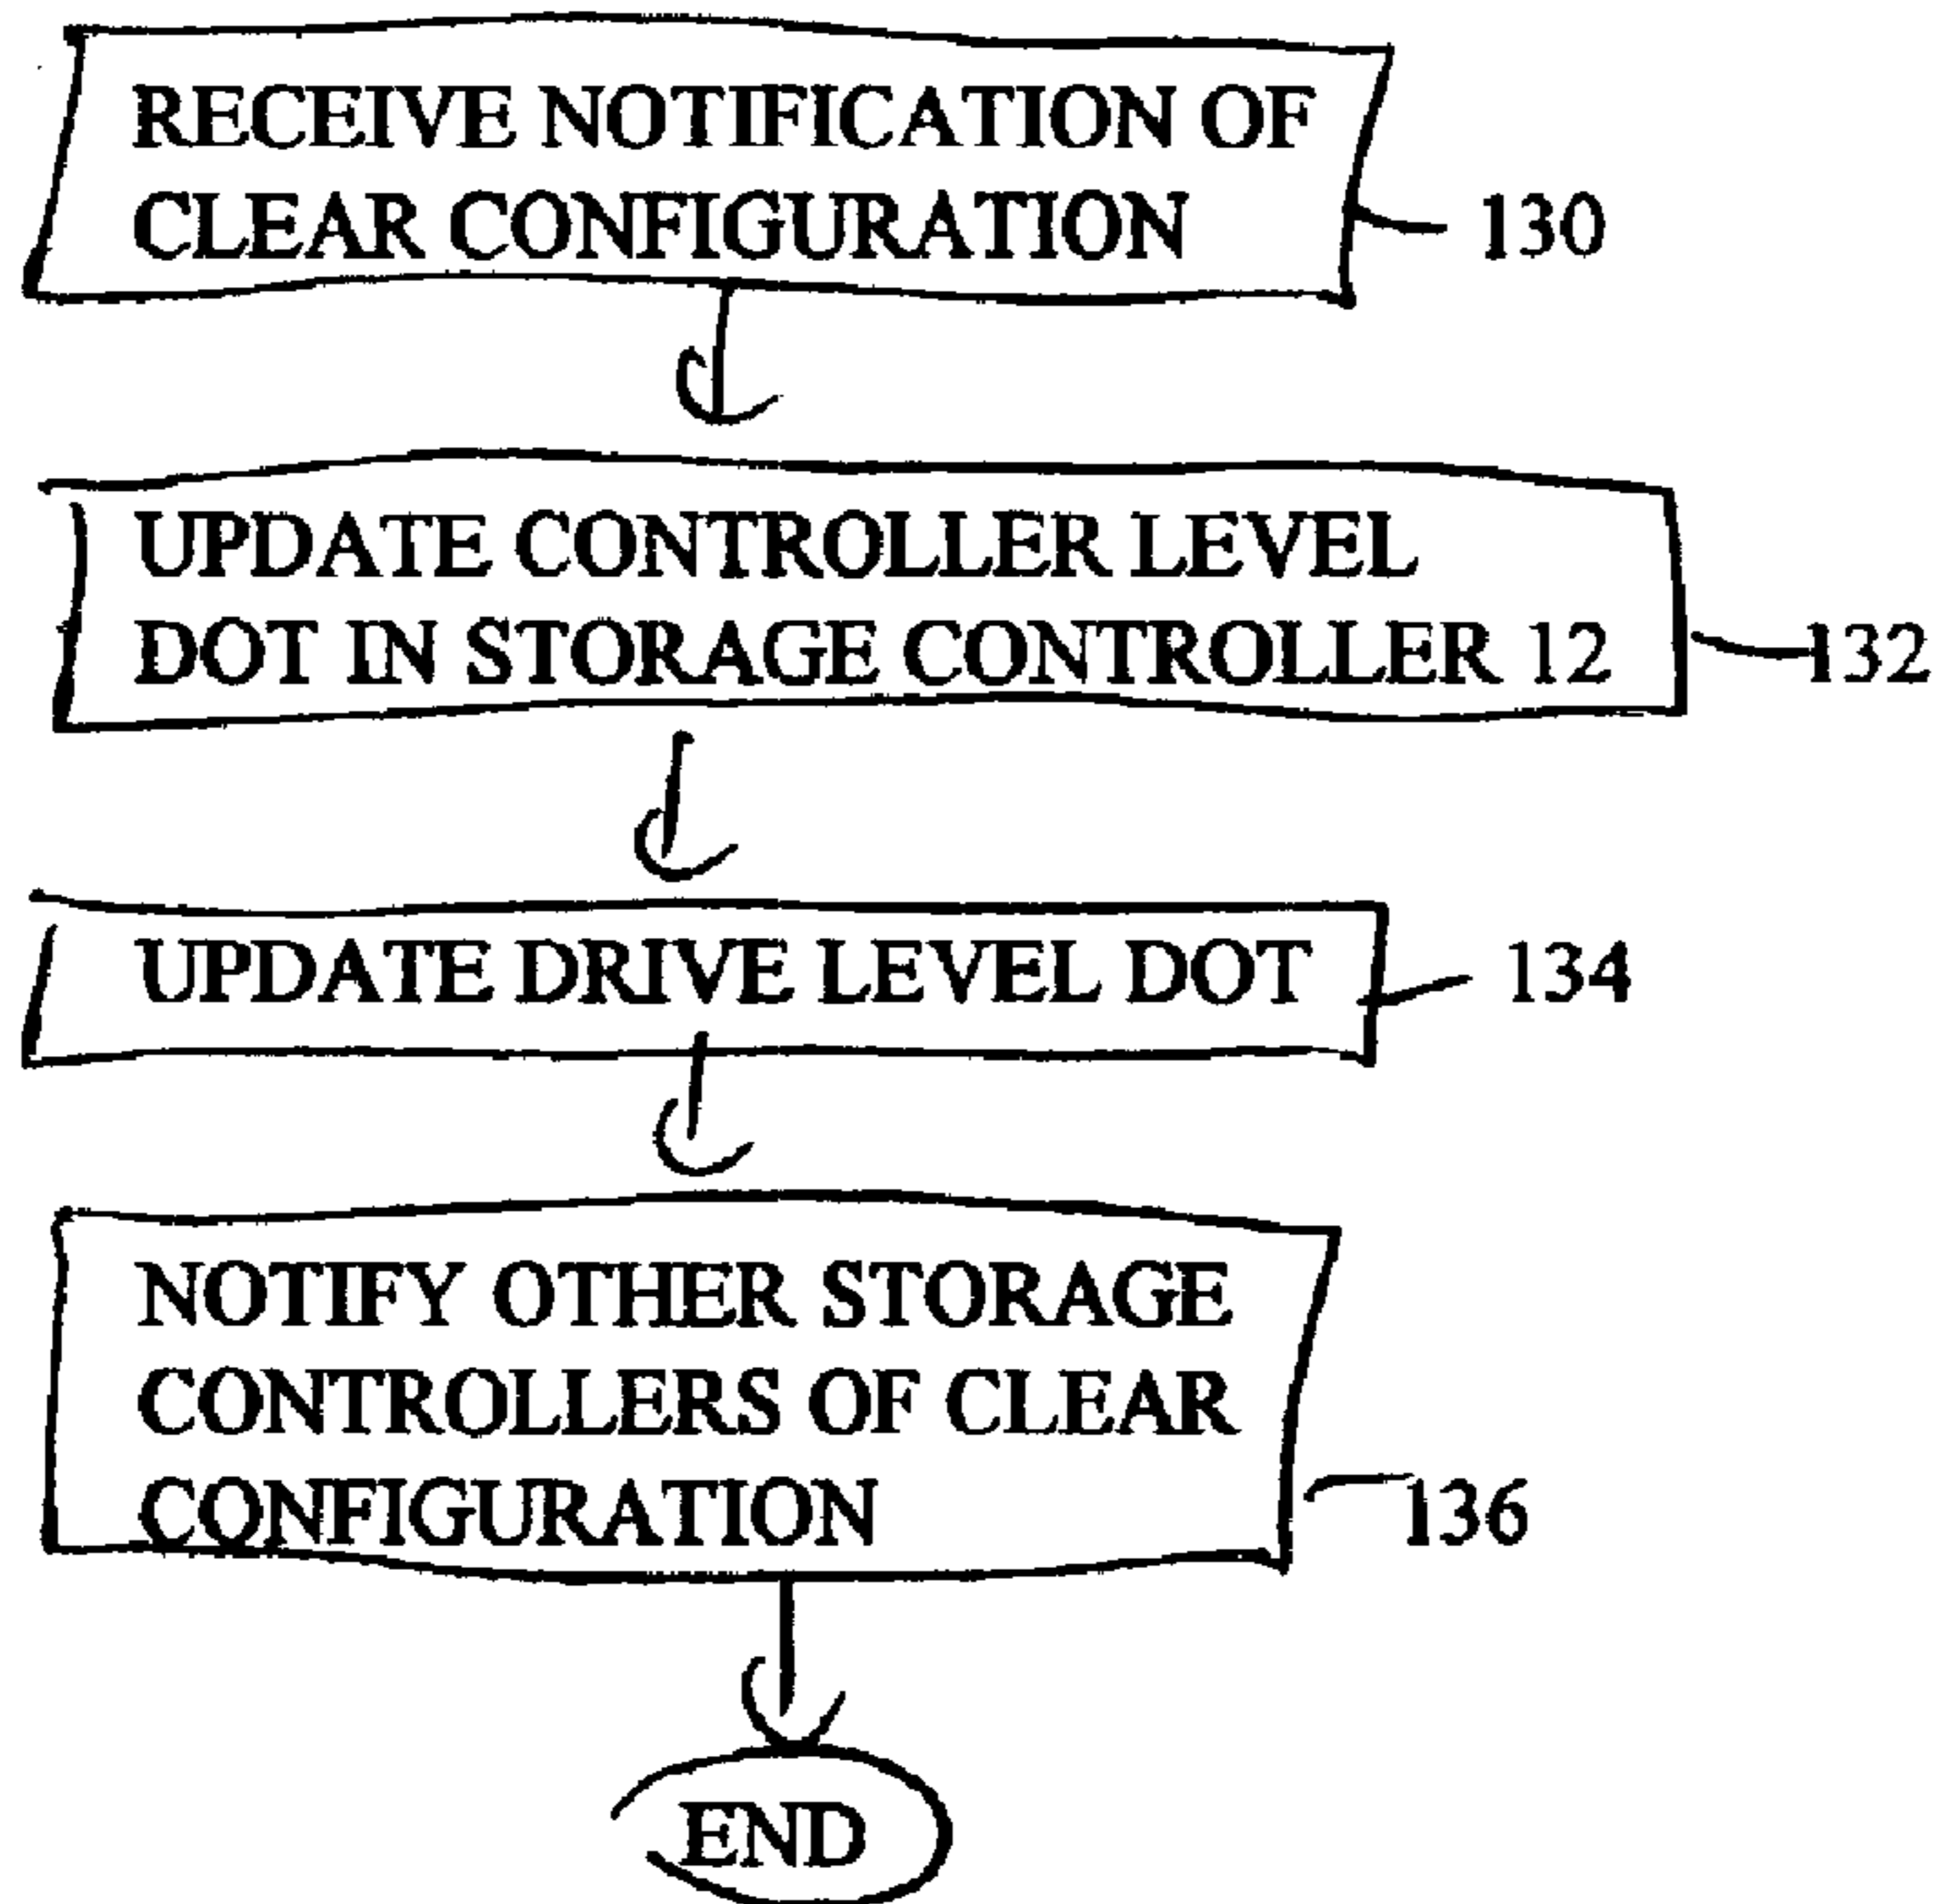 RECEIVE NOTIFICATION OF
CLEAR CONFIGURATION
130
UPDATE CONTROLLER LEVEL
DOT IN STORAGE CONTROLLER 12
132
UPDATE DRIVE LEVEL DOT
134
NOTIFY OTHER STORAGE
CONTROLLERS OF CLEAR
CONFIGURATION
136
END